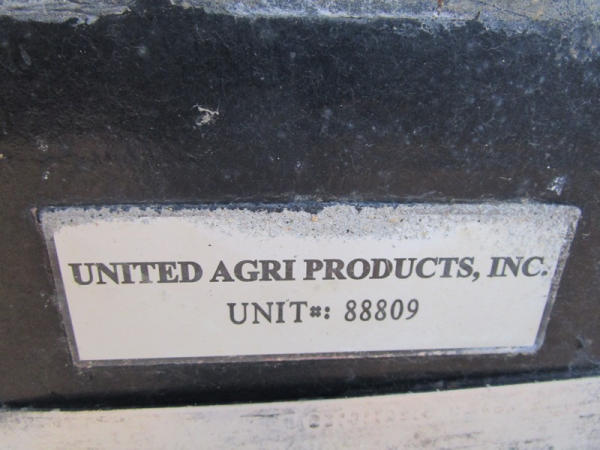 UNITED AGRI PRODUCTS, INC.
UNIT#: 88809